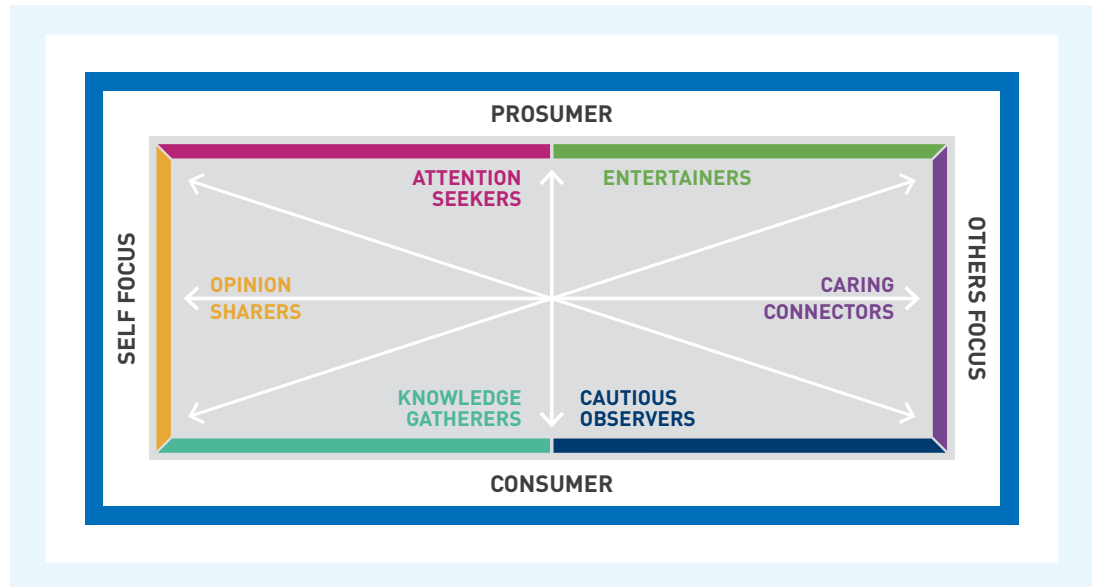 PROSUMER
ATTENTION
SEEKERS
ENTERTAINERS
SELF FOCUS
OPINION
SHARERS
CARING
CONNECTORS
OTHERS FOCUS
KNOWLEDGE
GATHERERS
CAUTIOUS
OBSERVERS
CONSUMER